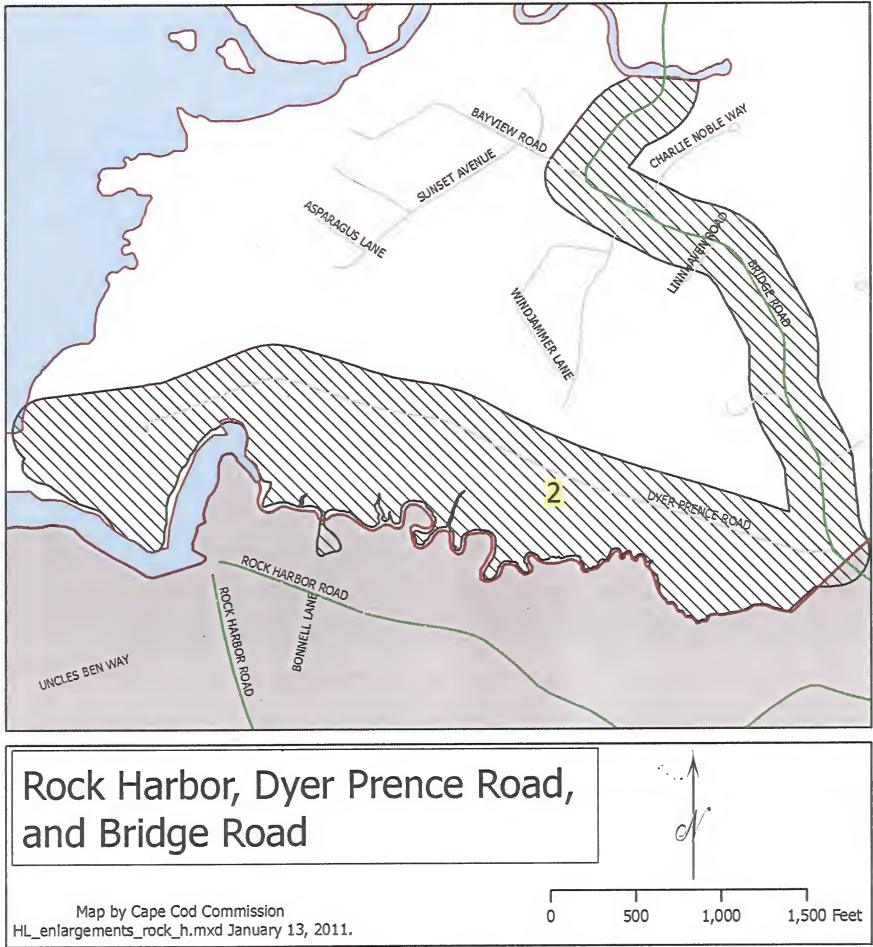 BAYVIEW ROAD
CHARLIE NOBLE WAY
SUNSET AVENUE
ASPARAGUS LANE
LINNHAVEN ROAD
BRIDGE ROAD
WINDJAMMER LANE
2
DYER PRENCE ROAD
ROCK HARBOR ROAD
ROCK HARBOR ROAD
BONNELL LANE
UNCLES BEN WAY
Rock Harbor, Dyer Prence Road,
and Bridge Road
N
Map by Cape Cod Commission
HL_enlargements_rock_h.mxd January 13, 2011.
0 500 1,000 1,500 Feet